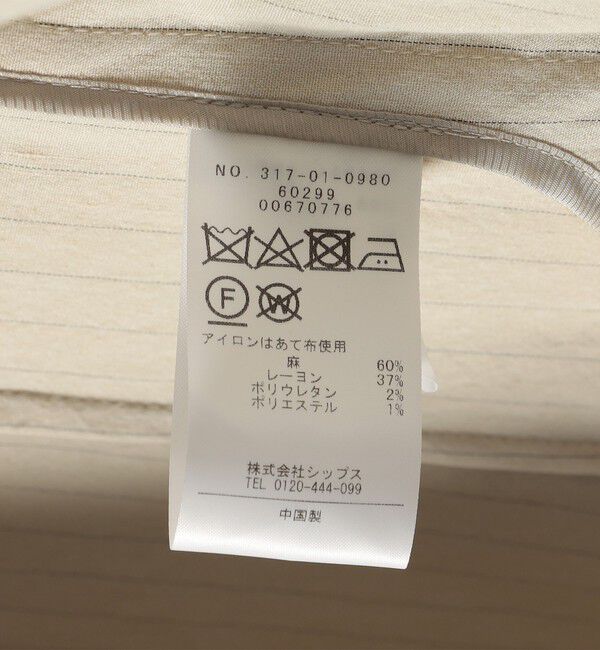 NO. 317-01-0980
60299
00670776
F W
アイロンはあて布使用
麻 60%
レーヨン 37%
ポリウレタン 2%
ポリエステル 1%
株式会社シップス
TEL 0120-444-099
中国製